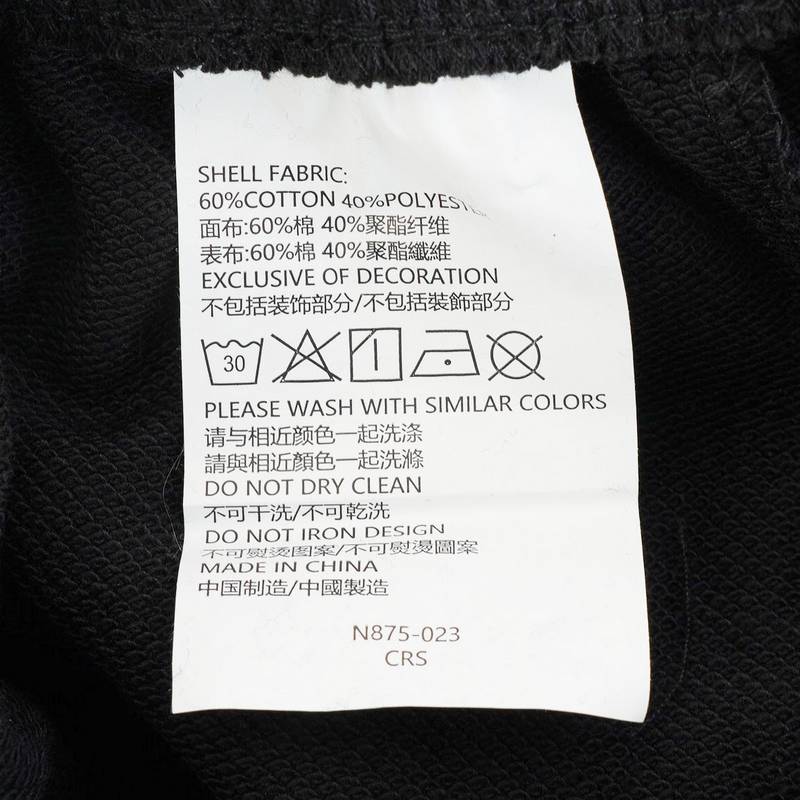 SHELL FABRIC:
60%COTTON 40%POLYESTER
面布:60%棉 40%聚酯纤维
表布:60%棉 40%聚酯纖維
EXCLUSIVE OF DECORATION
不包括装饰部分/不包括裝飾部分
30
PLEASE WASH WITH SIMILAR COLORS
请与相近颜色一起洗涤
請與相近顏色一起洗滌
DO NOT DRY CLEAN
不可干洗/不可乾洗
DO NOT IRON DESIGN
不可熨烫图案/不可熨燙圖案
MADE IN CHINA
中国制造/中國製造
N875-023
CRS